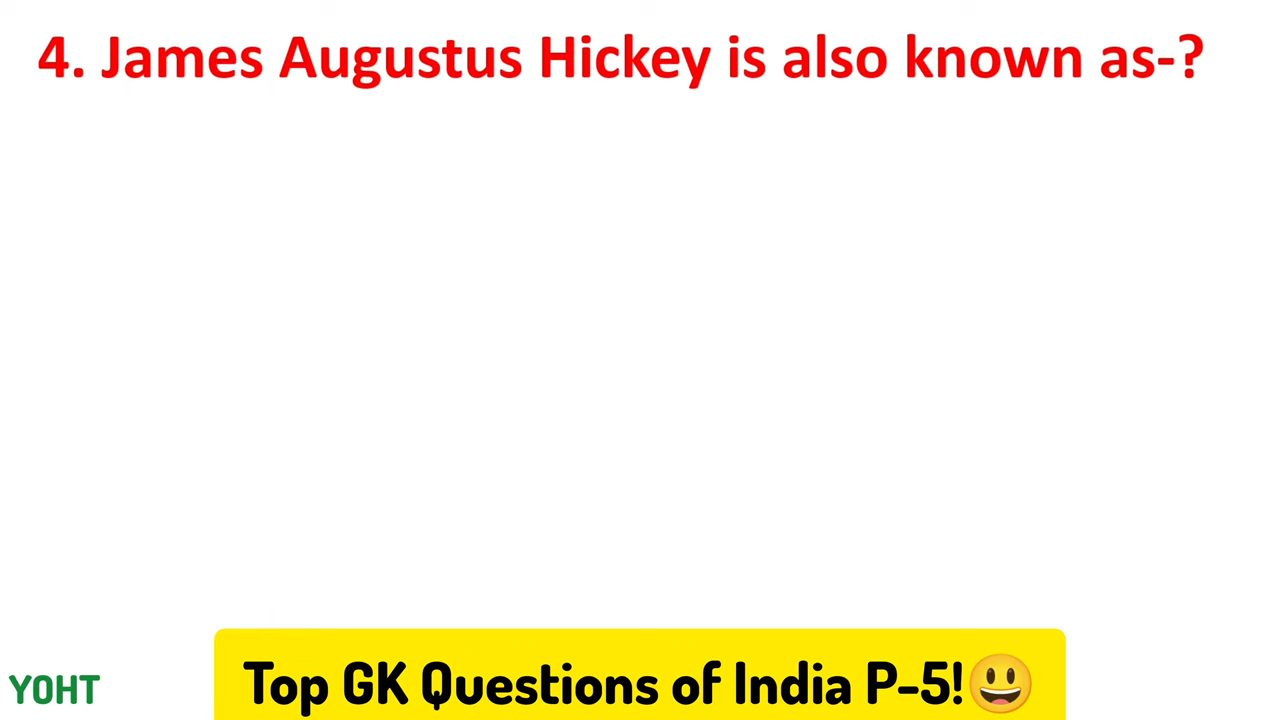 4. James Augustus Hickey is also known as-?
Top GK Questions of India P-5!😃
YOHT